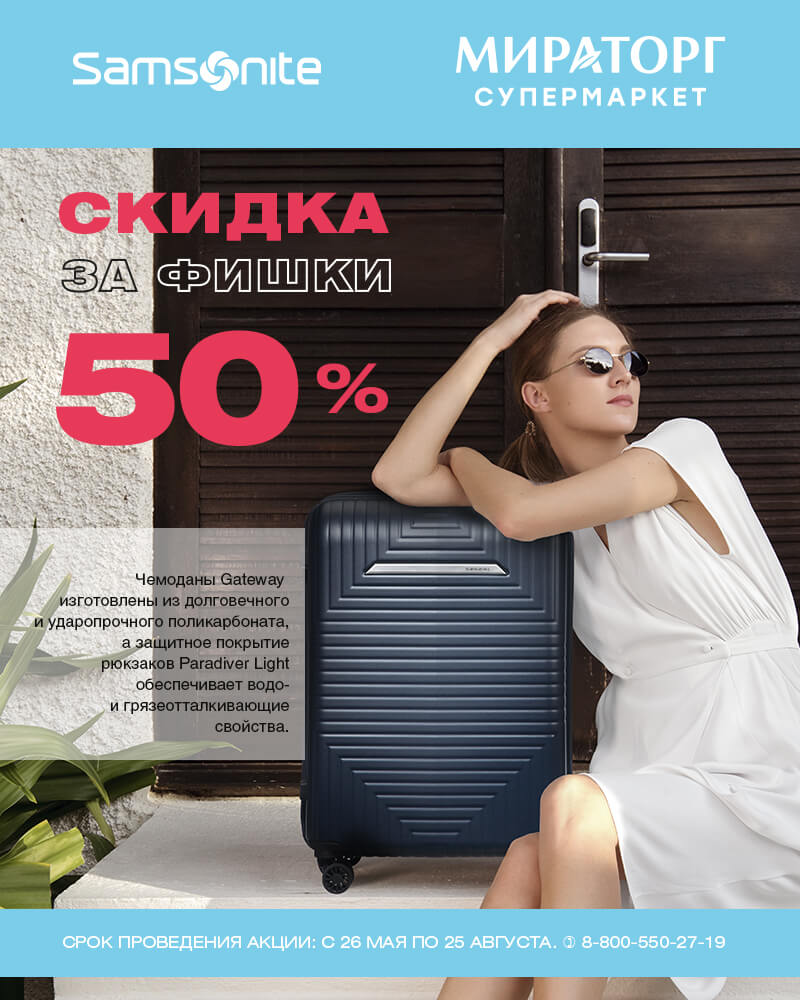 Samsonite
МИРАТОРГ
СУПЕРМАРКЕТ
СКИДКА
ЗА ФИШКИ
50 %
Чемоданы Gateway
изготовлены из долговечного
и ударопрочного поликарбоната,
а защитное покрытие
рюкзаков Paradiver Light
обеспечивает водо-
и грязеотталкивающие
свойства.
СРОК ПРОВЕДЕНИЯ АКЦИИ: С 26 МАЯ ПО 25 АВГУСТА. 8-800-550-27-19